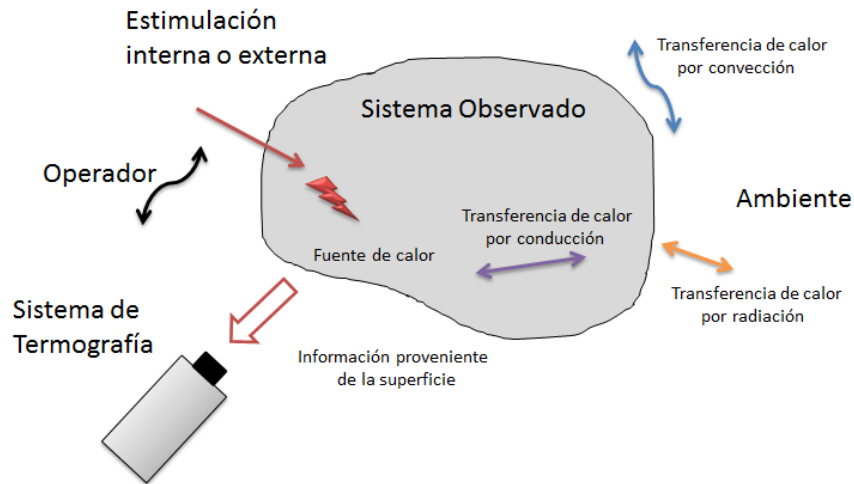 Estimulación
interna o externa
Transferencia de calor
por convección
Sistema Observado
Operador
Transferencia de calor
por conducción
Ambiente
Fuente de calor
Sistema de
Termografía
Transferencia de calor
por radiación
Información proveniente
de la superficie